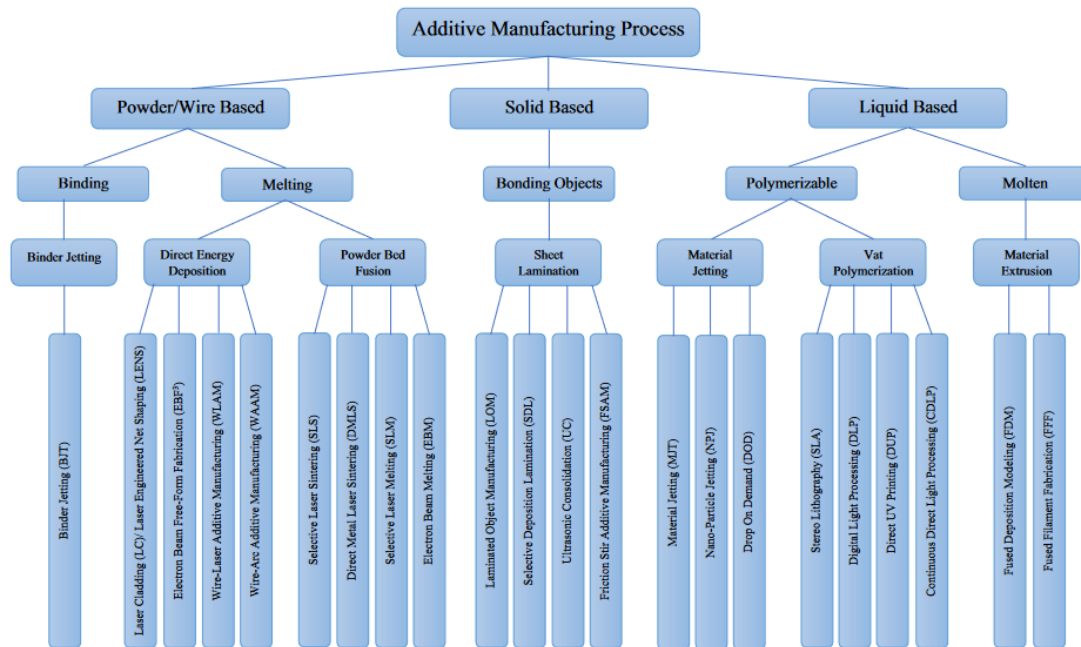 Additive Manufacturing Process
Powder/Wire Based
Solid Based
Liquid Based
Binding
Melting
Bonding Objects
Polymerizable
Molten
Binder Jetting
Direct Energy
Deposition
Powder Bed
Fusion
Sheet
Lamination
Material
Jetting
Vat
Polymerization
Material
Extrusion
Binder Jetting (BJT)
Laser Cladding (LC)/ Laser Engineered Net Shaping (LENS)
Electron Beam Free-Form Fabrication (EBF³)
Wire-Laser Additive Manufacturing (WLAM)
Wire-Arc Additive Manufacturing (WAAM)
Selective Laser Sintering (SLS)
Direct Metal Laser Sintering (DMLS)
Selective Laser Melting (SLM)
Electron Beam Melting (EBM)
Laminated Object Manufacturing (LOM)
Selective Deposition Lamination (SDL)
Ultrasonic Consolidation (UC)
Friction Stir Additive Manufacturing (FSAM)
Material Jetting (MJT)
Nano-Particle Jetting (NPJ)
Drop On Demand (DOD)
Stereo Lithography (SLA)
Digital Light Processing (DLP)
Direct UV Printing (DUP)
Continuous Direct Light Processing (CDLP)
Fused Deposition Modeling (FDM)
Fused Filament Fabrication (FFF)